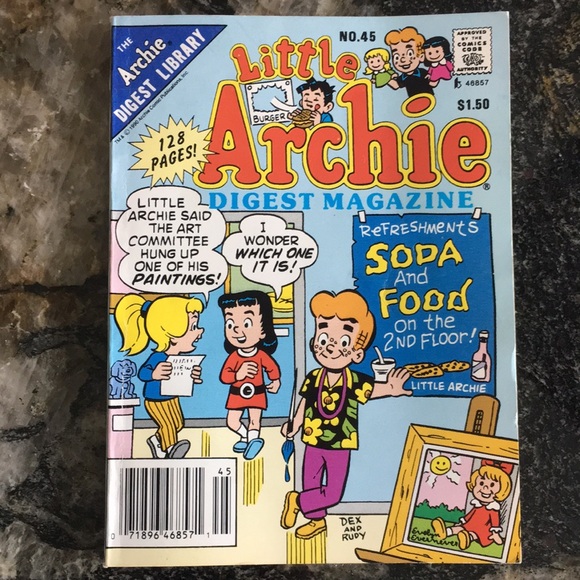 THE
Archie
DIGEST LIBRARY
NO.45
APPROVED
BY THE
COMICS
CODE
AUTHORITY
46857
$1.50
Little
BURGER
Archie
DIGEST MAGAZINE
128
PAGES!
LITTLE
ARCHIE SAID
THE ART
COMMITTEE
HUNG UP
ONE OF HIS
PAINTINGS!
I
WONDER
WHICH ONE
IT IS!
REFRESHMENTS
SODA
And
FOOD
on the
2ND FLOOR!
LITTLE ARCHIE
DEX
AND
RUDY
45
0 71896 46857 1